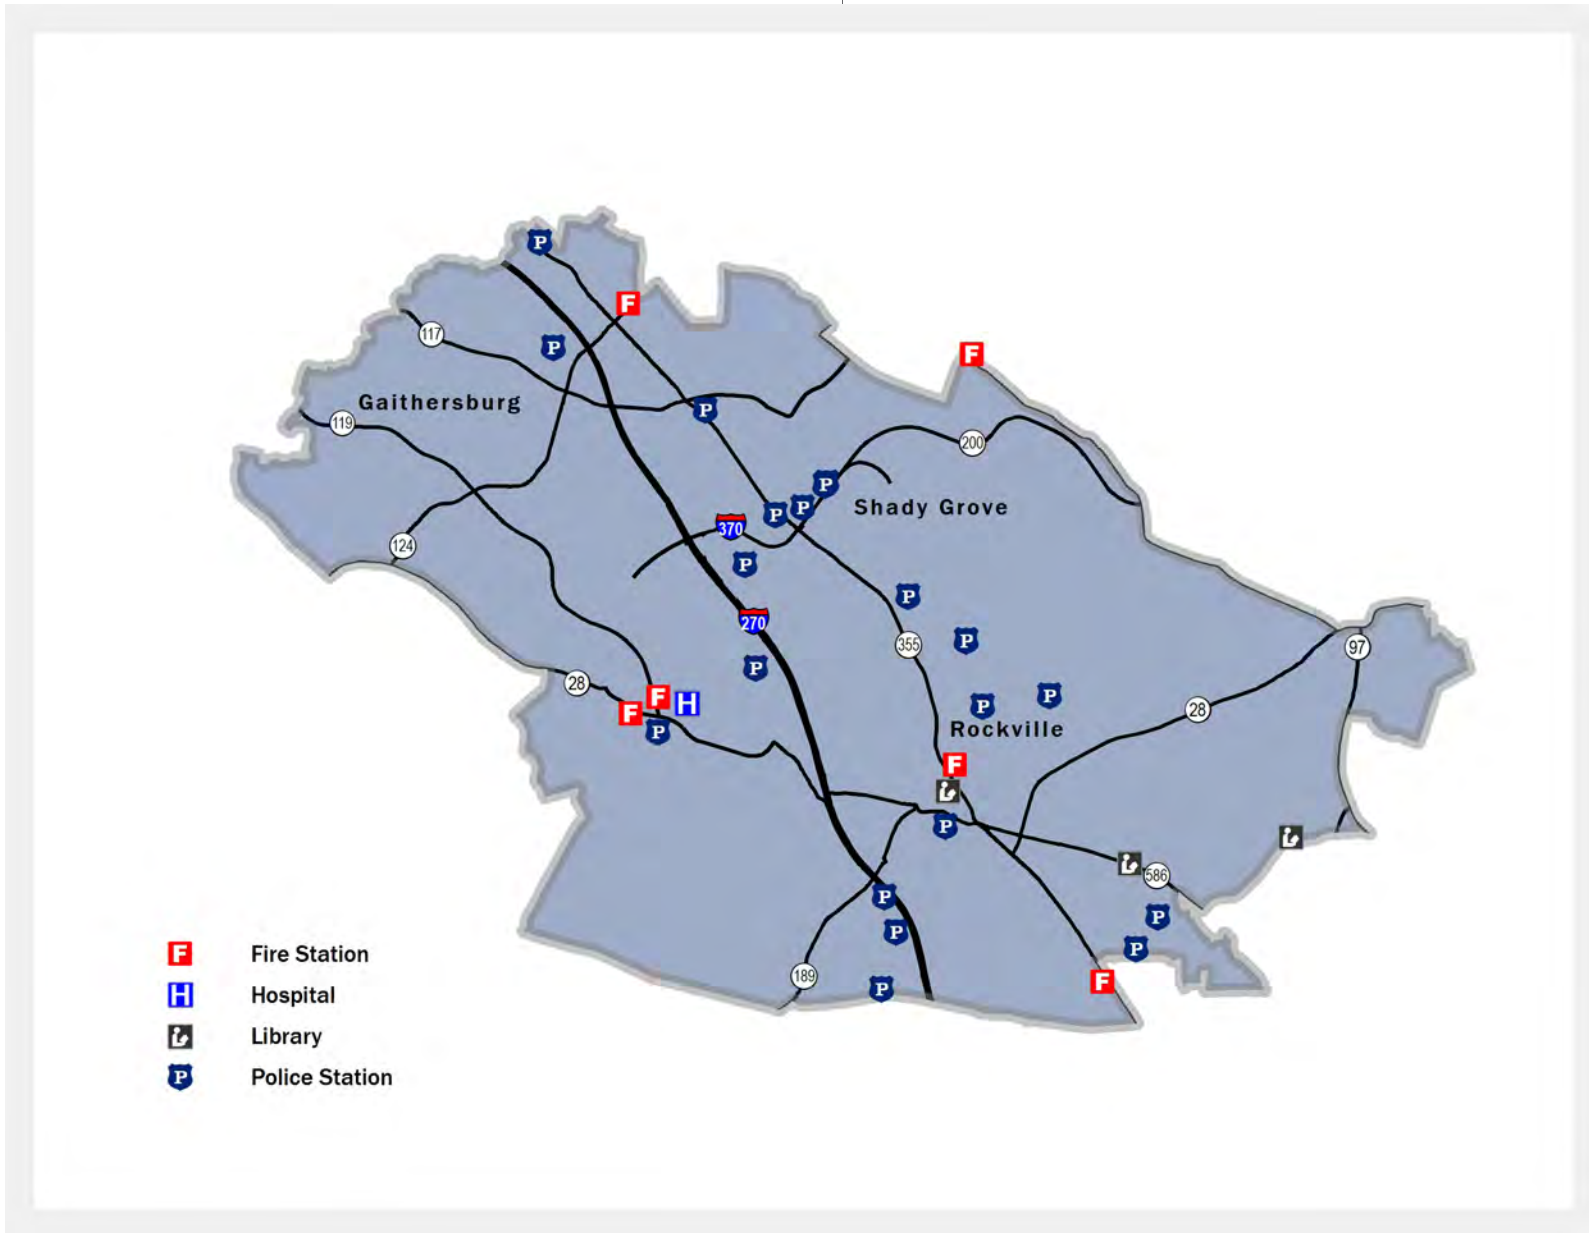 P
F
F
117
P
Gaithersburg
P
119
200
P
Shady Grove
P
P
370
124
P
P
270
P
355
97
P
28
F
H
P
P
28
F
P
Rockville
F
P
586
P
P
P
P
189
F
P
F Fire Station
H Hospital
Library
P Police Station